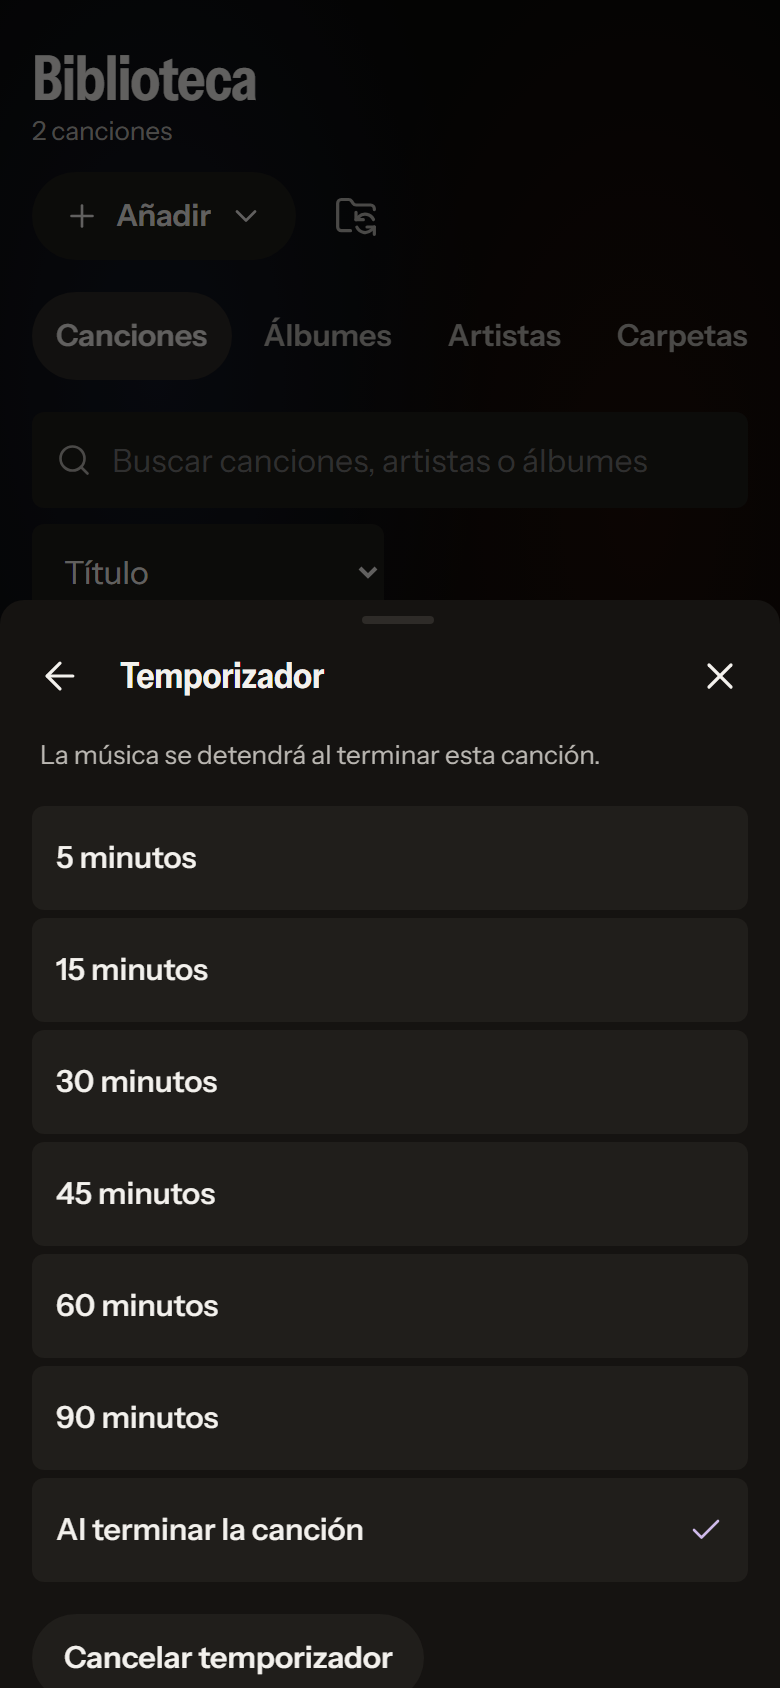 Biblioteca
2 canciones
Añadir
Canciones Álbumes Artistas Carpetas
Buscar canciones, artistas o álbumes
Título
Temporizador
La música se detendrá al terminar esta canción.
5 minutos
15 minutos
30 minutos
45 minutos
60 minutos
90 minutos
Al terminar la canción
Cancelar temporizador